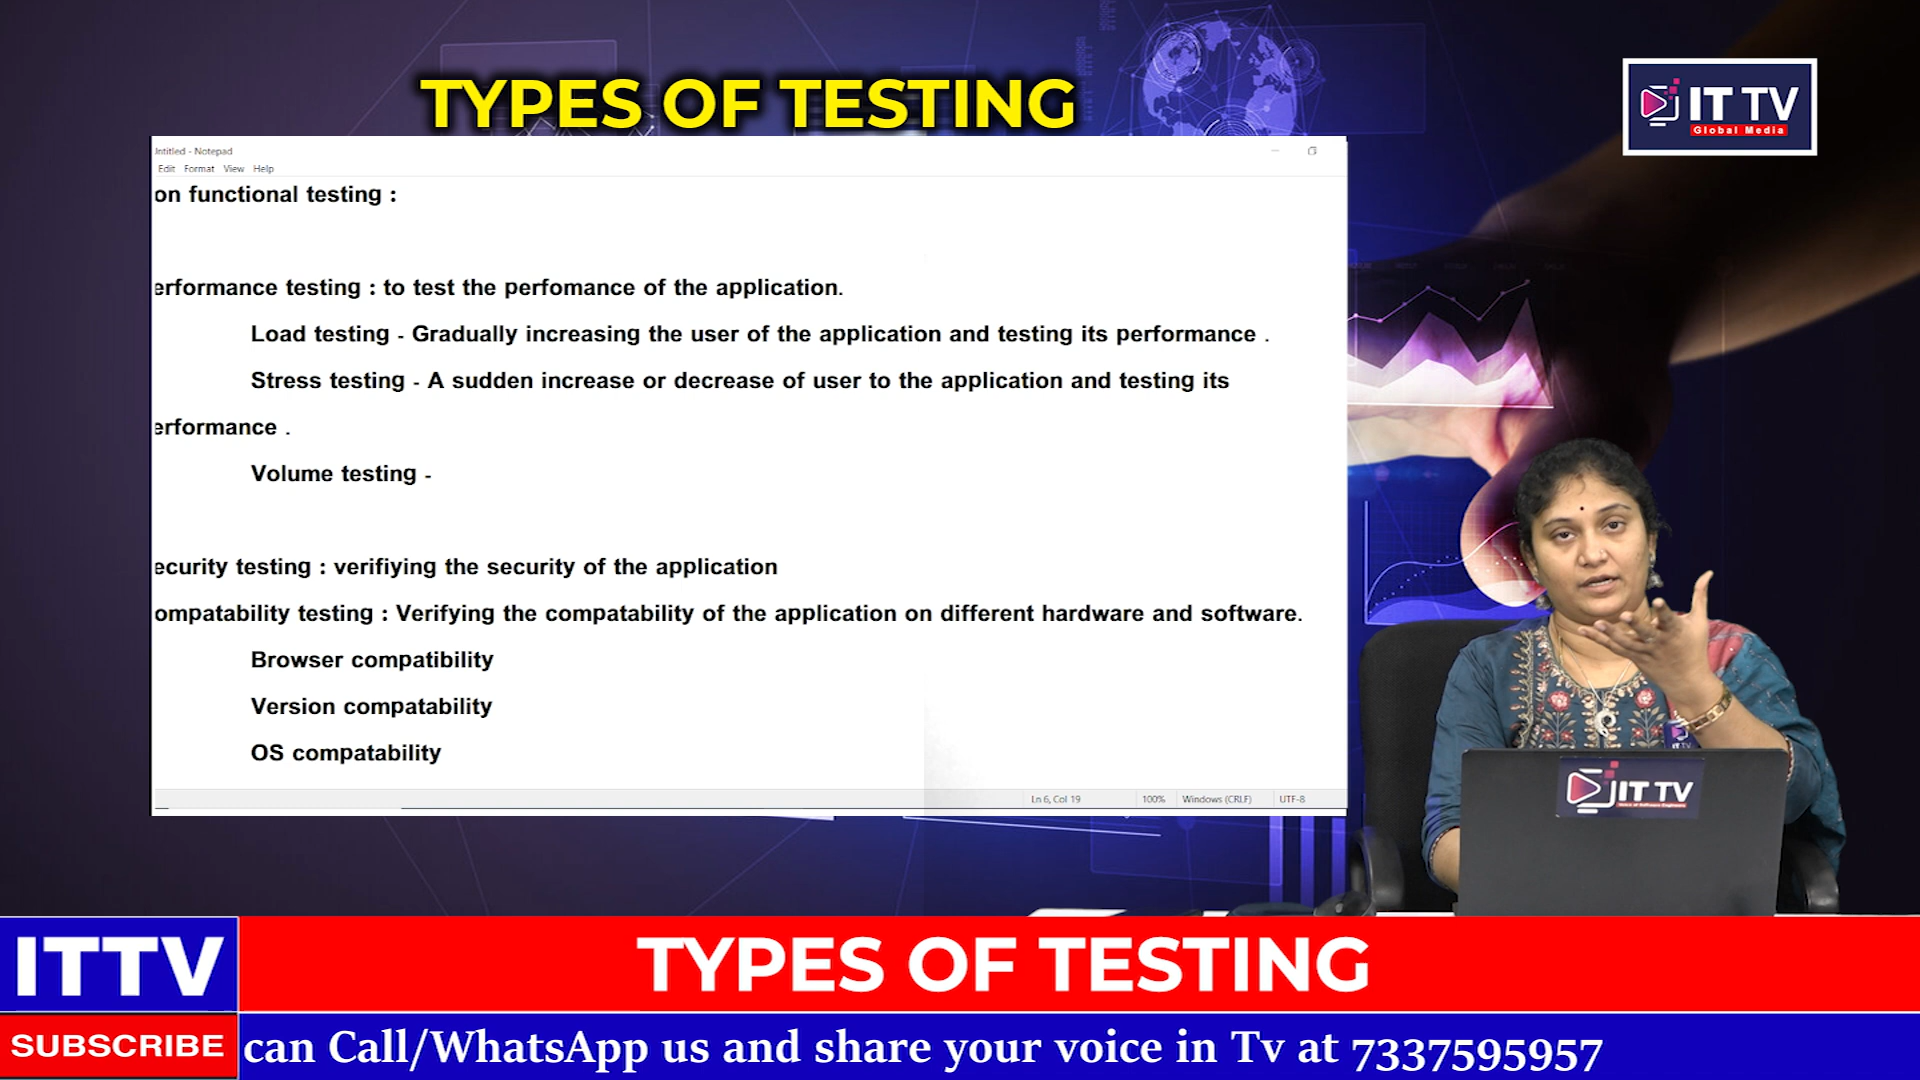 TYPES OF TESTING
IT TV
Global Media
ntitled - Notepad
Edit Format View Help
on functional testing :
erformance testing : to test the perfomance of the application.
Load testing - Gradually increasing the user of the application and testing its performance .
Stress testing - A sudden increase or decrease of user to the application and testing its
erformance .
Volume testing -
ecurity testing : verifiying the security of the application
ompatability testing : Verifying the compatability of the application on different hardware and software.
Browser compatibility
Version compatability
OS compatability
Ln 6, Col 19 100% Windows (CRLF) UTF-8
IT TV
ITTV
TYPES OF TESTING
SUBSCRIBE
can Call/WhatsApp us and share your voice in Tv at 7337595957